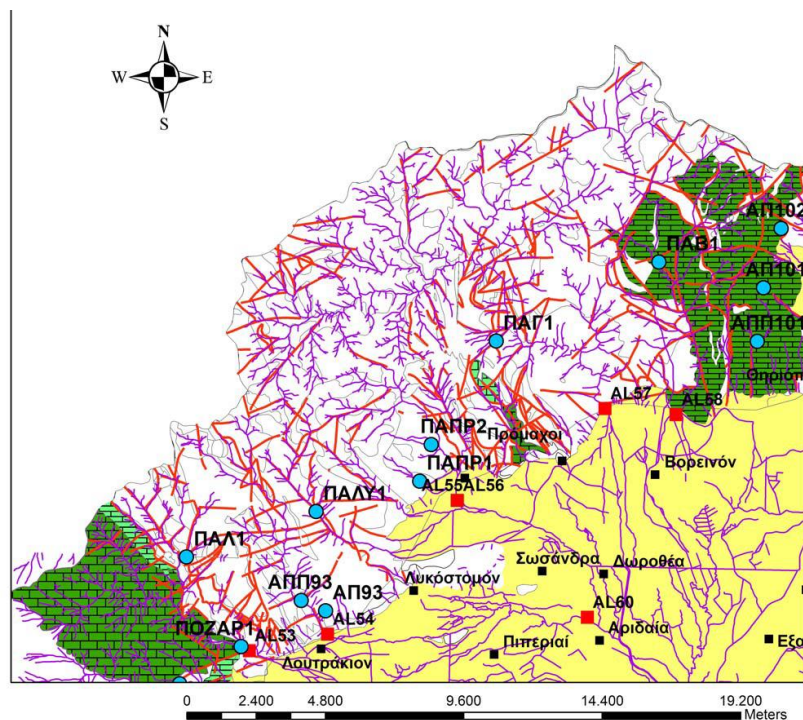 N
W E
S
ΑΠ102
ΠΑΒ1
ΑΠ101
ΑΠΠ101
ΠΑΓ1
AL57
AL58
ΠΑΠΡ2
Πρόμαχοι
ΠΑΠΡ1
AL55AL56
Βορεινόν
ΠΑΛΥ1
ΠΑΛ1
Σωσάνδρα
Δωροθέα
Λυκόστομον
ΑΠΠ93
ΑΠ93
AL54
AL60
ΠΟΖΑΡ1
AL53
Λουτράκιον
Πιπεριαί
Αριδαία
Εξα
0 2.400 4.800 9.600 14.400 19.200
Meters